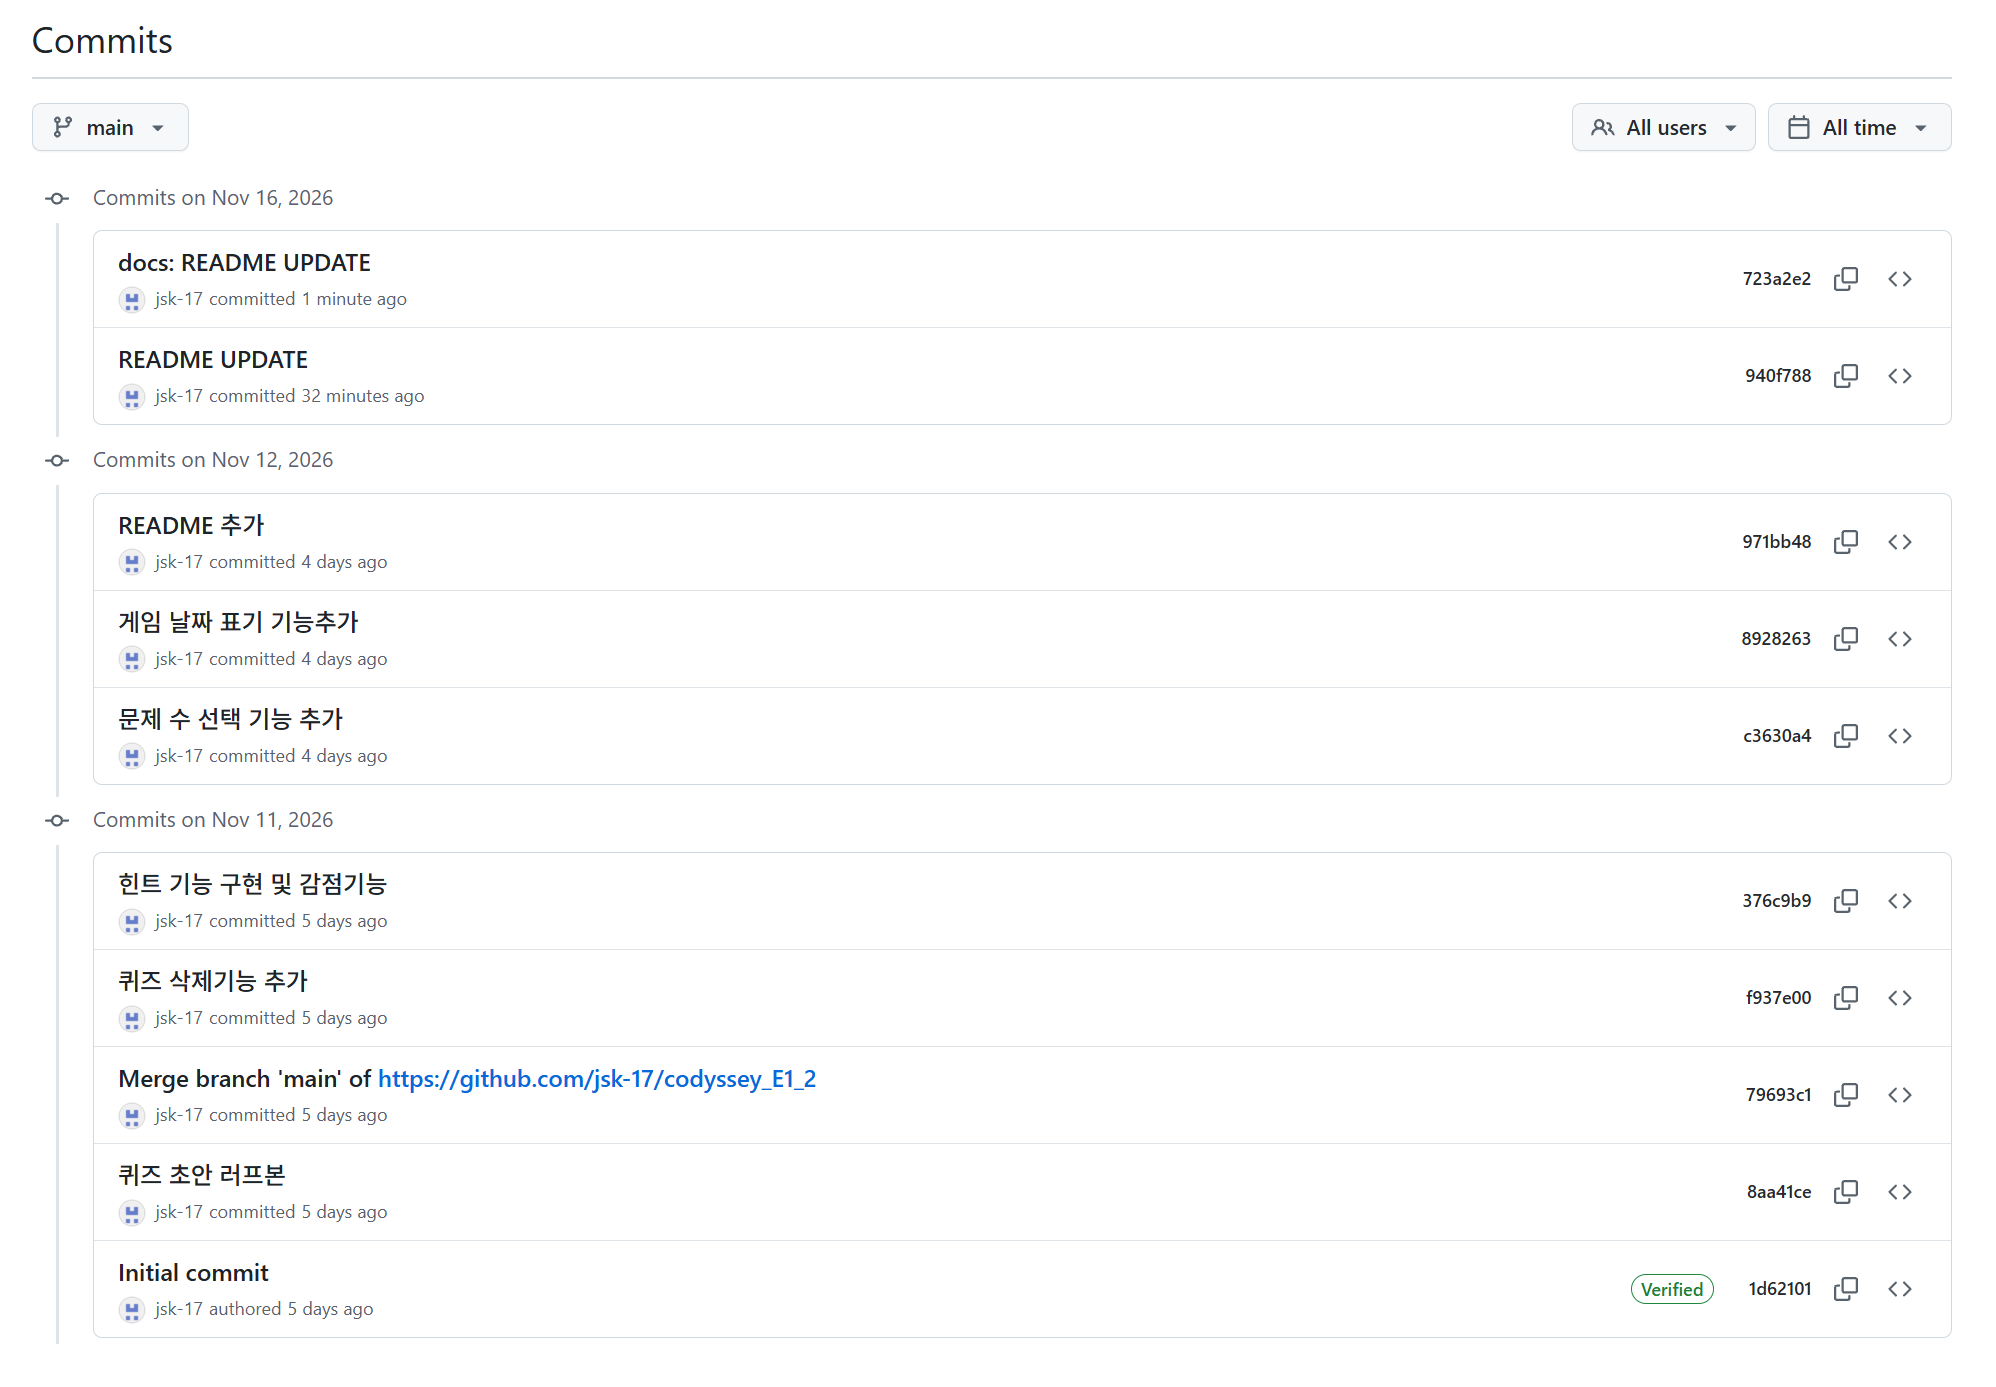 Commits
main
All users
All time
Commits on Nov 16, 2026
docs: README UPDATE
jsk-17 committed 1 minute ago
723a2e2
README UPDATE
jsk-17 committed 32 minutes ago
940f788
Commits on Nov 12, 2026
README 추가
jsk-17 committed 4 days ago
971bb48
게임 날짜 표기 기능추가
jsk-17 committed 4 days ago
8928263
문제 수 선택 기능 추가
jsk-17 committed 4 days ago
c3630a4
Commits on Nov 11, 2026
힌트 기능 구현 및 감점기능
jsk-17 committed 5 days ago
376c9b9
퀴즈 삭제기능 추가
jsk-17 committed 5 days ago
f937e00
Merge branch 'main' of https://github.com/jsk-17/codyssey_E1_2
jsk-17 committed 5 days ago
79693c1
퀴즈 초안 러프본
jsk-17 committed 5 days ago
8aa41ce
Initial commit
jsk-17 authored 5 days ago
Verified
1d62101